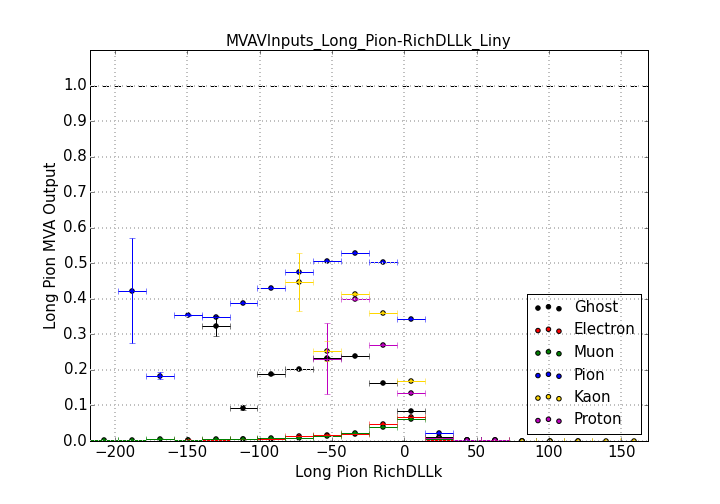 MVAVInputs_Long_Pion-RichDLLk_Liny
1.0
0.9
0.8
0.7
0.6
0.5
0.4
0.3
0.2
0.1
0.0
Long Pion MVA Output
Ghost
Electron
Muon
Pion
Kaon
Proton
−200 −150 −100 −50 0 50 100 150
Long Pion RichDLLk